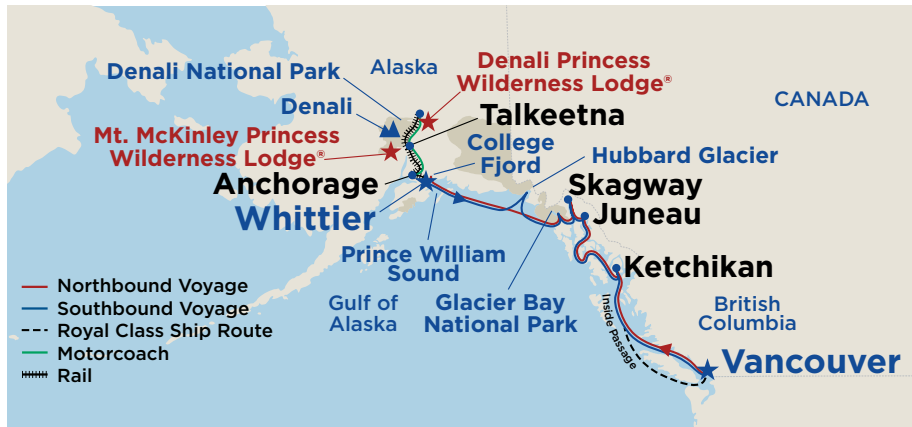 Denali National Park
Alaska
Denali Princess
Wilderness Lodge®
Denali
Talkeetna
CANADA
Mt. McKinley Princess
Wilderness Lodge®
College
Fjord
Hubbard Glacier
Anchorage
Skagway
Whittier
Juneau
Prince William
Sound
Ketchikan
Northbound Voyage
Southbound Voyage
Royal Class Ship Route
Motorcoach
Rail
Gulf of
Alaska
Glacier Bay
National Park
Inside Passage
British
Columbia
Vancouver